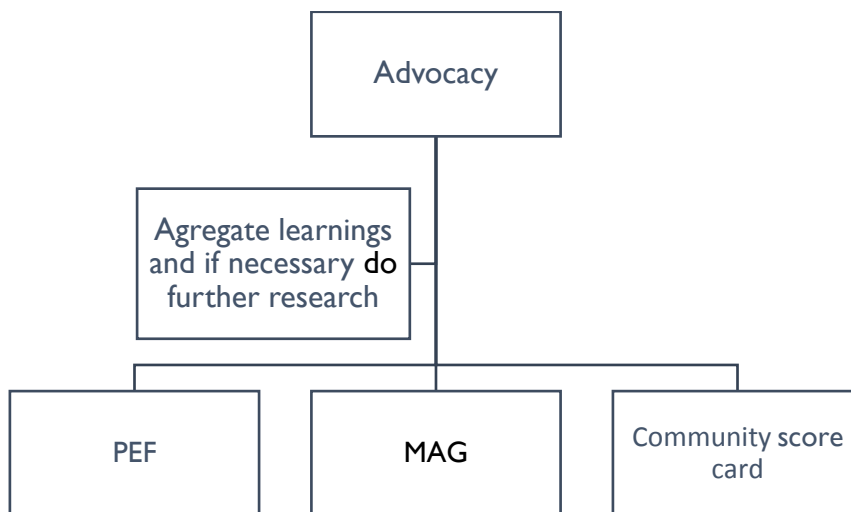 Advocacy
Agregate learnings
and if necessary do
further research
PEF
MAG
Community score
card